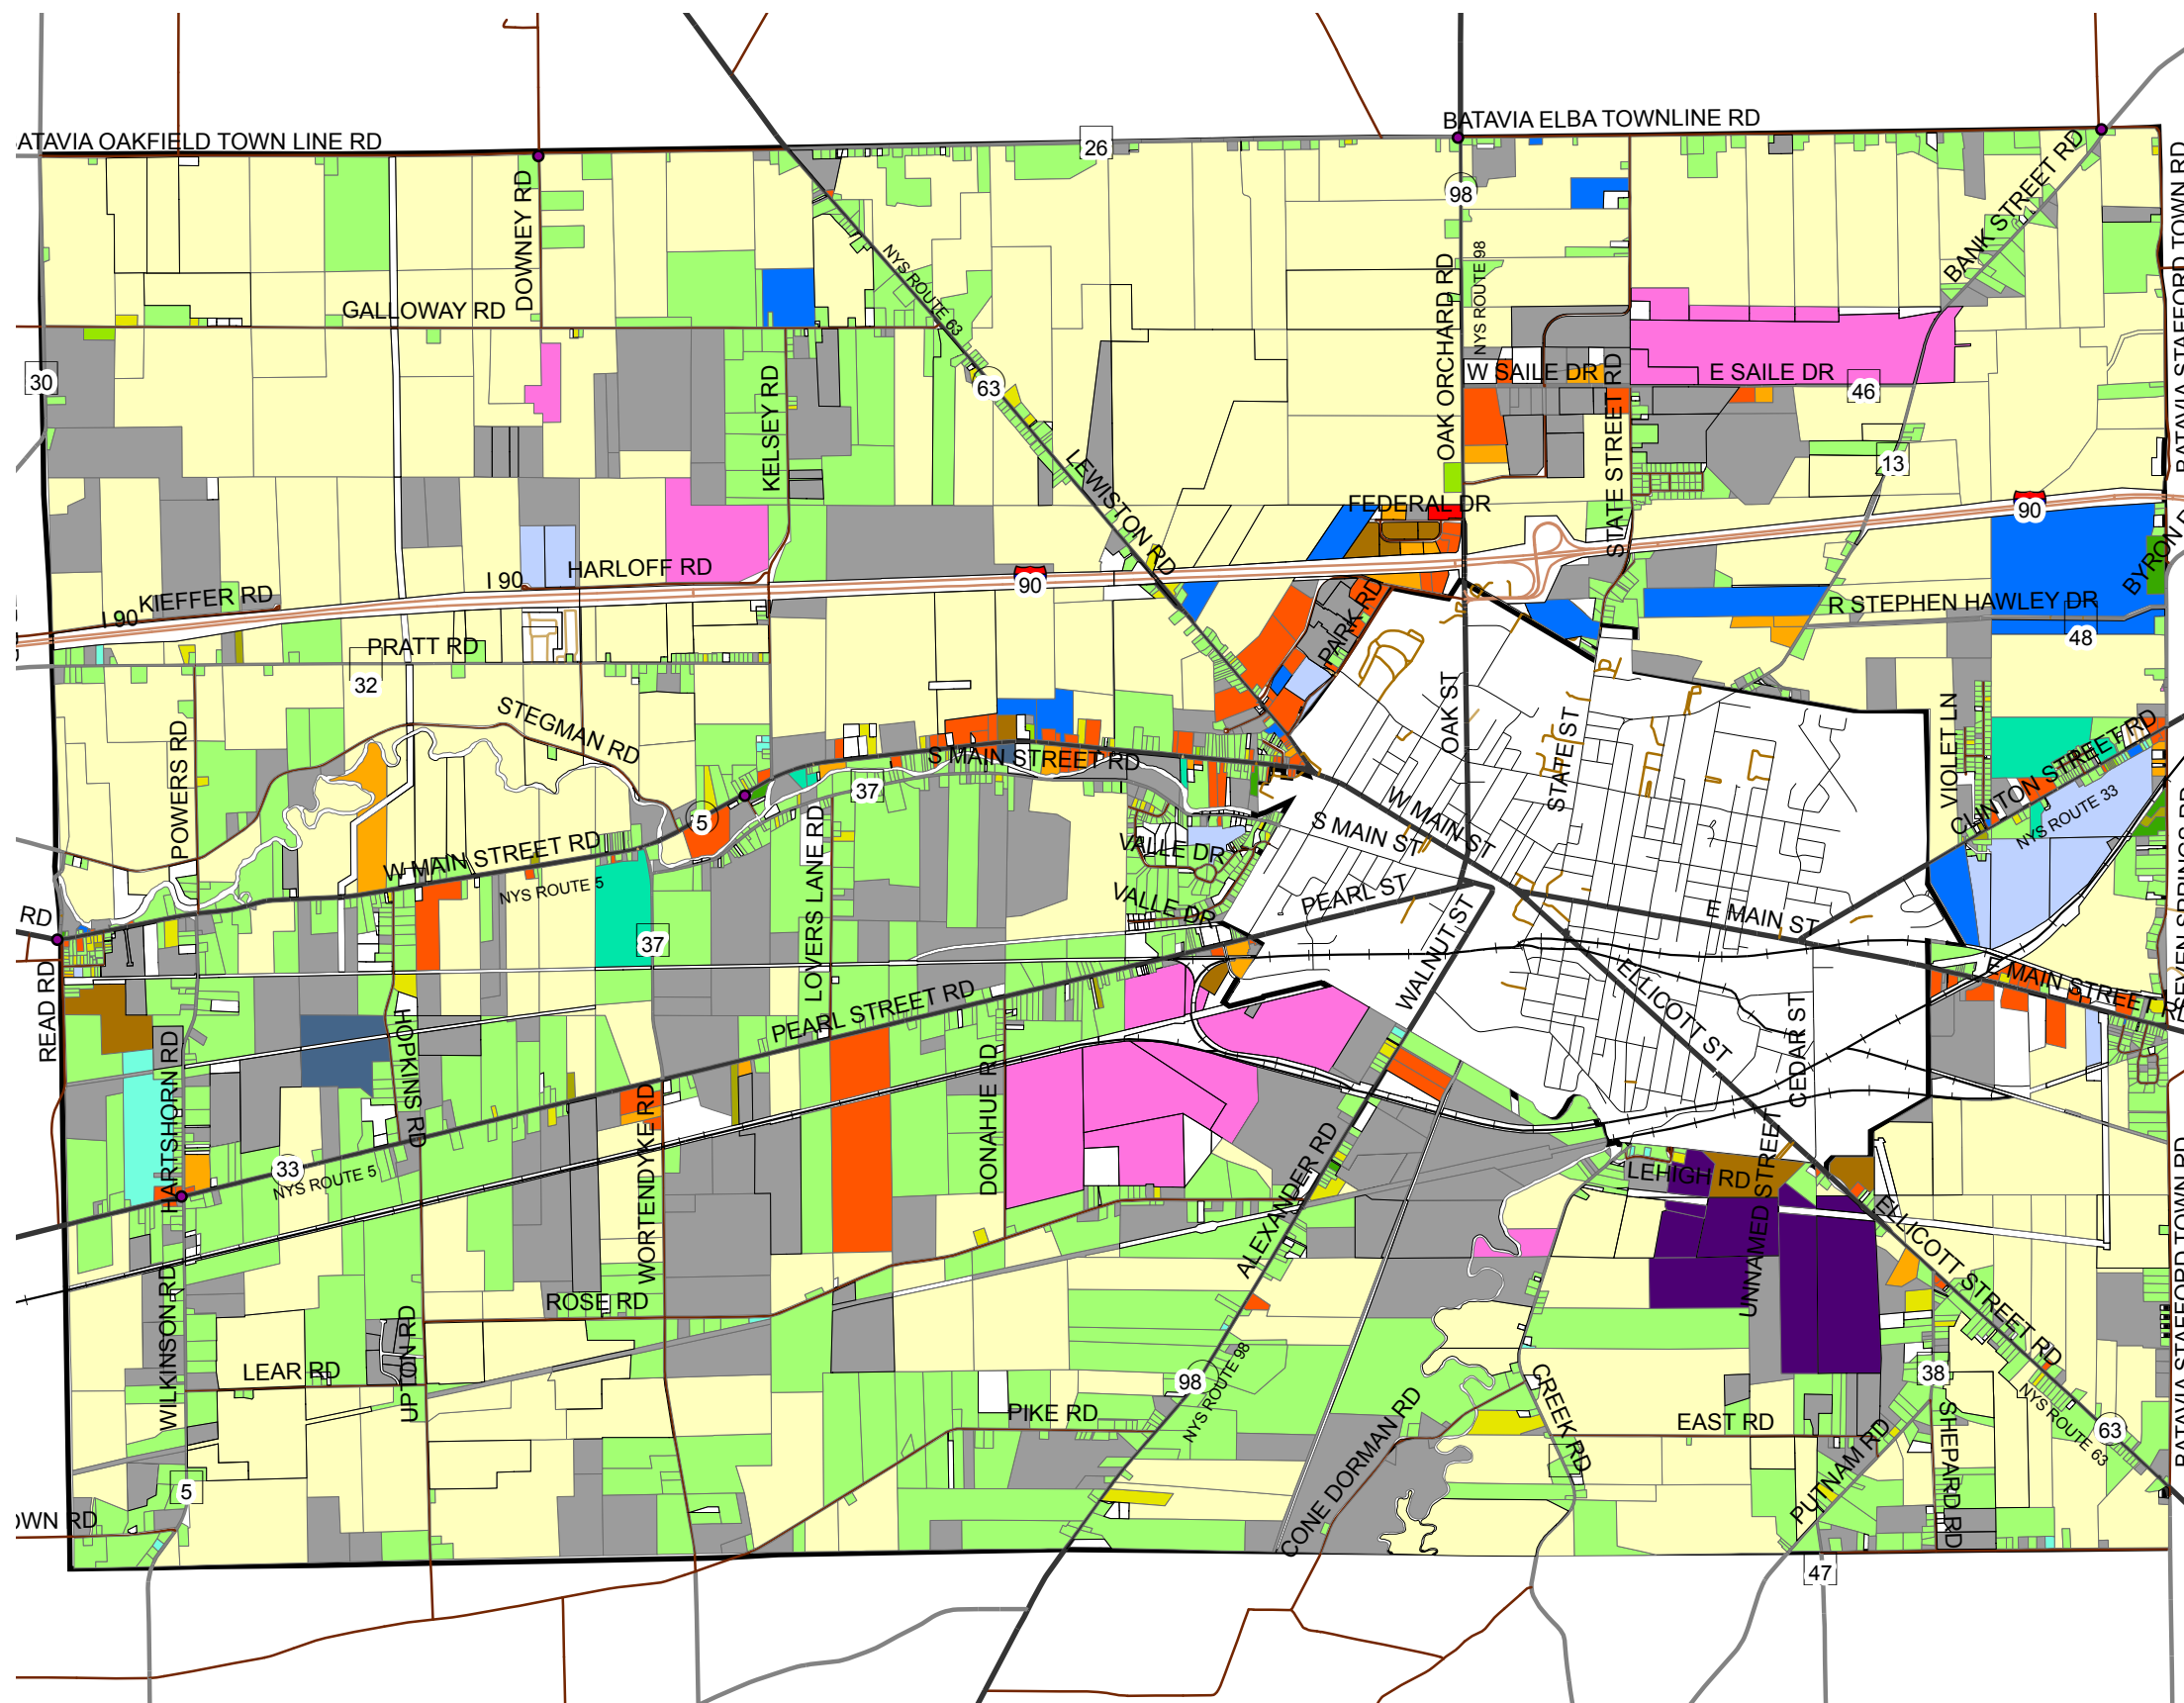 BATAVIA ELBA TOWNLINE RD
ATAVIA OAKFIELD TOWN LINE RD
26
98
BANK STREET RD
BATAVIA STAFFORD TOWN RD
DOWNEY RD
NYS ROUTE 63
OAK ORCHARD RD
NYS ROUTE 98
GALLOWAY RD
30
63
KELSEY RD
W SAILE DR
STATE STREET RD
E SAILE DR
46
13
LEWISTON RD
FEDERAL DR
90
BYRON
HARLOFF RD
I 90
90
KIEFFER RD
I 90
R STEPHEN HAWLEY DR
48
PARK RD
PRATT RD
32
STEGMAN RD
POWERS RD
OAK ST
STATE ST
VIOLET LN
CLINTON STREET RD
NYS ROUTE 33
S MAIN STREET RD
37
5
W MAIN ST
S MAIN ST
LOVERS LANE RD
VALLE DR
W MAIN STREET RD
NYS ROUTE 5
VALLE DR
PEARL ST
WALNUT ST
E MAIN ST
RD
37
SEVEN SPRINGS RD
E MAIN STREET RD
ELLICOTT ST
READ RD
PEARL STREET RD
CEDAR ST
HOPKINS RD
HARTSHORN RD
DONAHUE RD
WORTENDYKE RD
ALEXANDER RD
33
NYS ROUTE 5
LEHIGH RD
UNNAMED STREET
ELLICOTT STREET RD
BATAVIA STAFFORD TOWN RD
WILKINSON RD
ROSE RD
UPTON RD
LEAR RD
98
NYS ROUTE 98
38
CREEK RD
PIKE RD
CONE DORMAN RD
EAST RD
PUTNAM RD
SHEPARD RD
NYS ROUTE 63
63
5
OWN RD
47